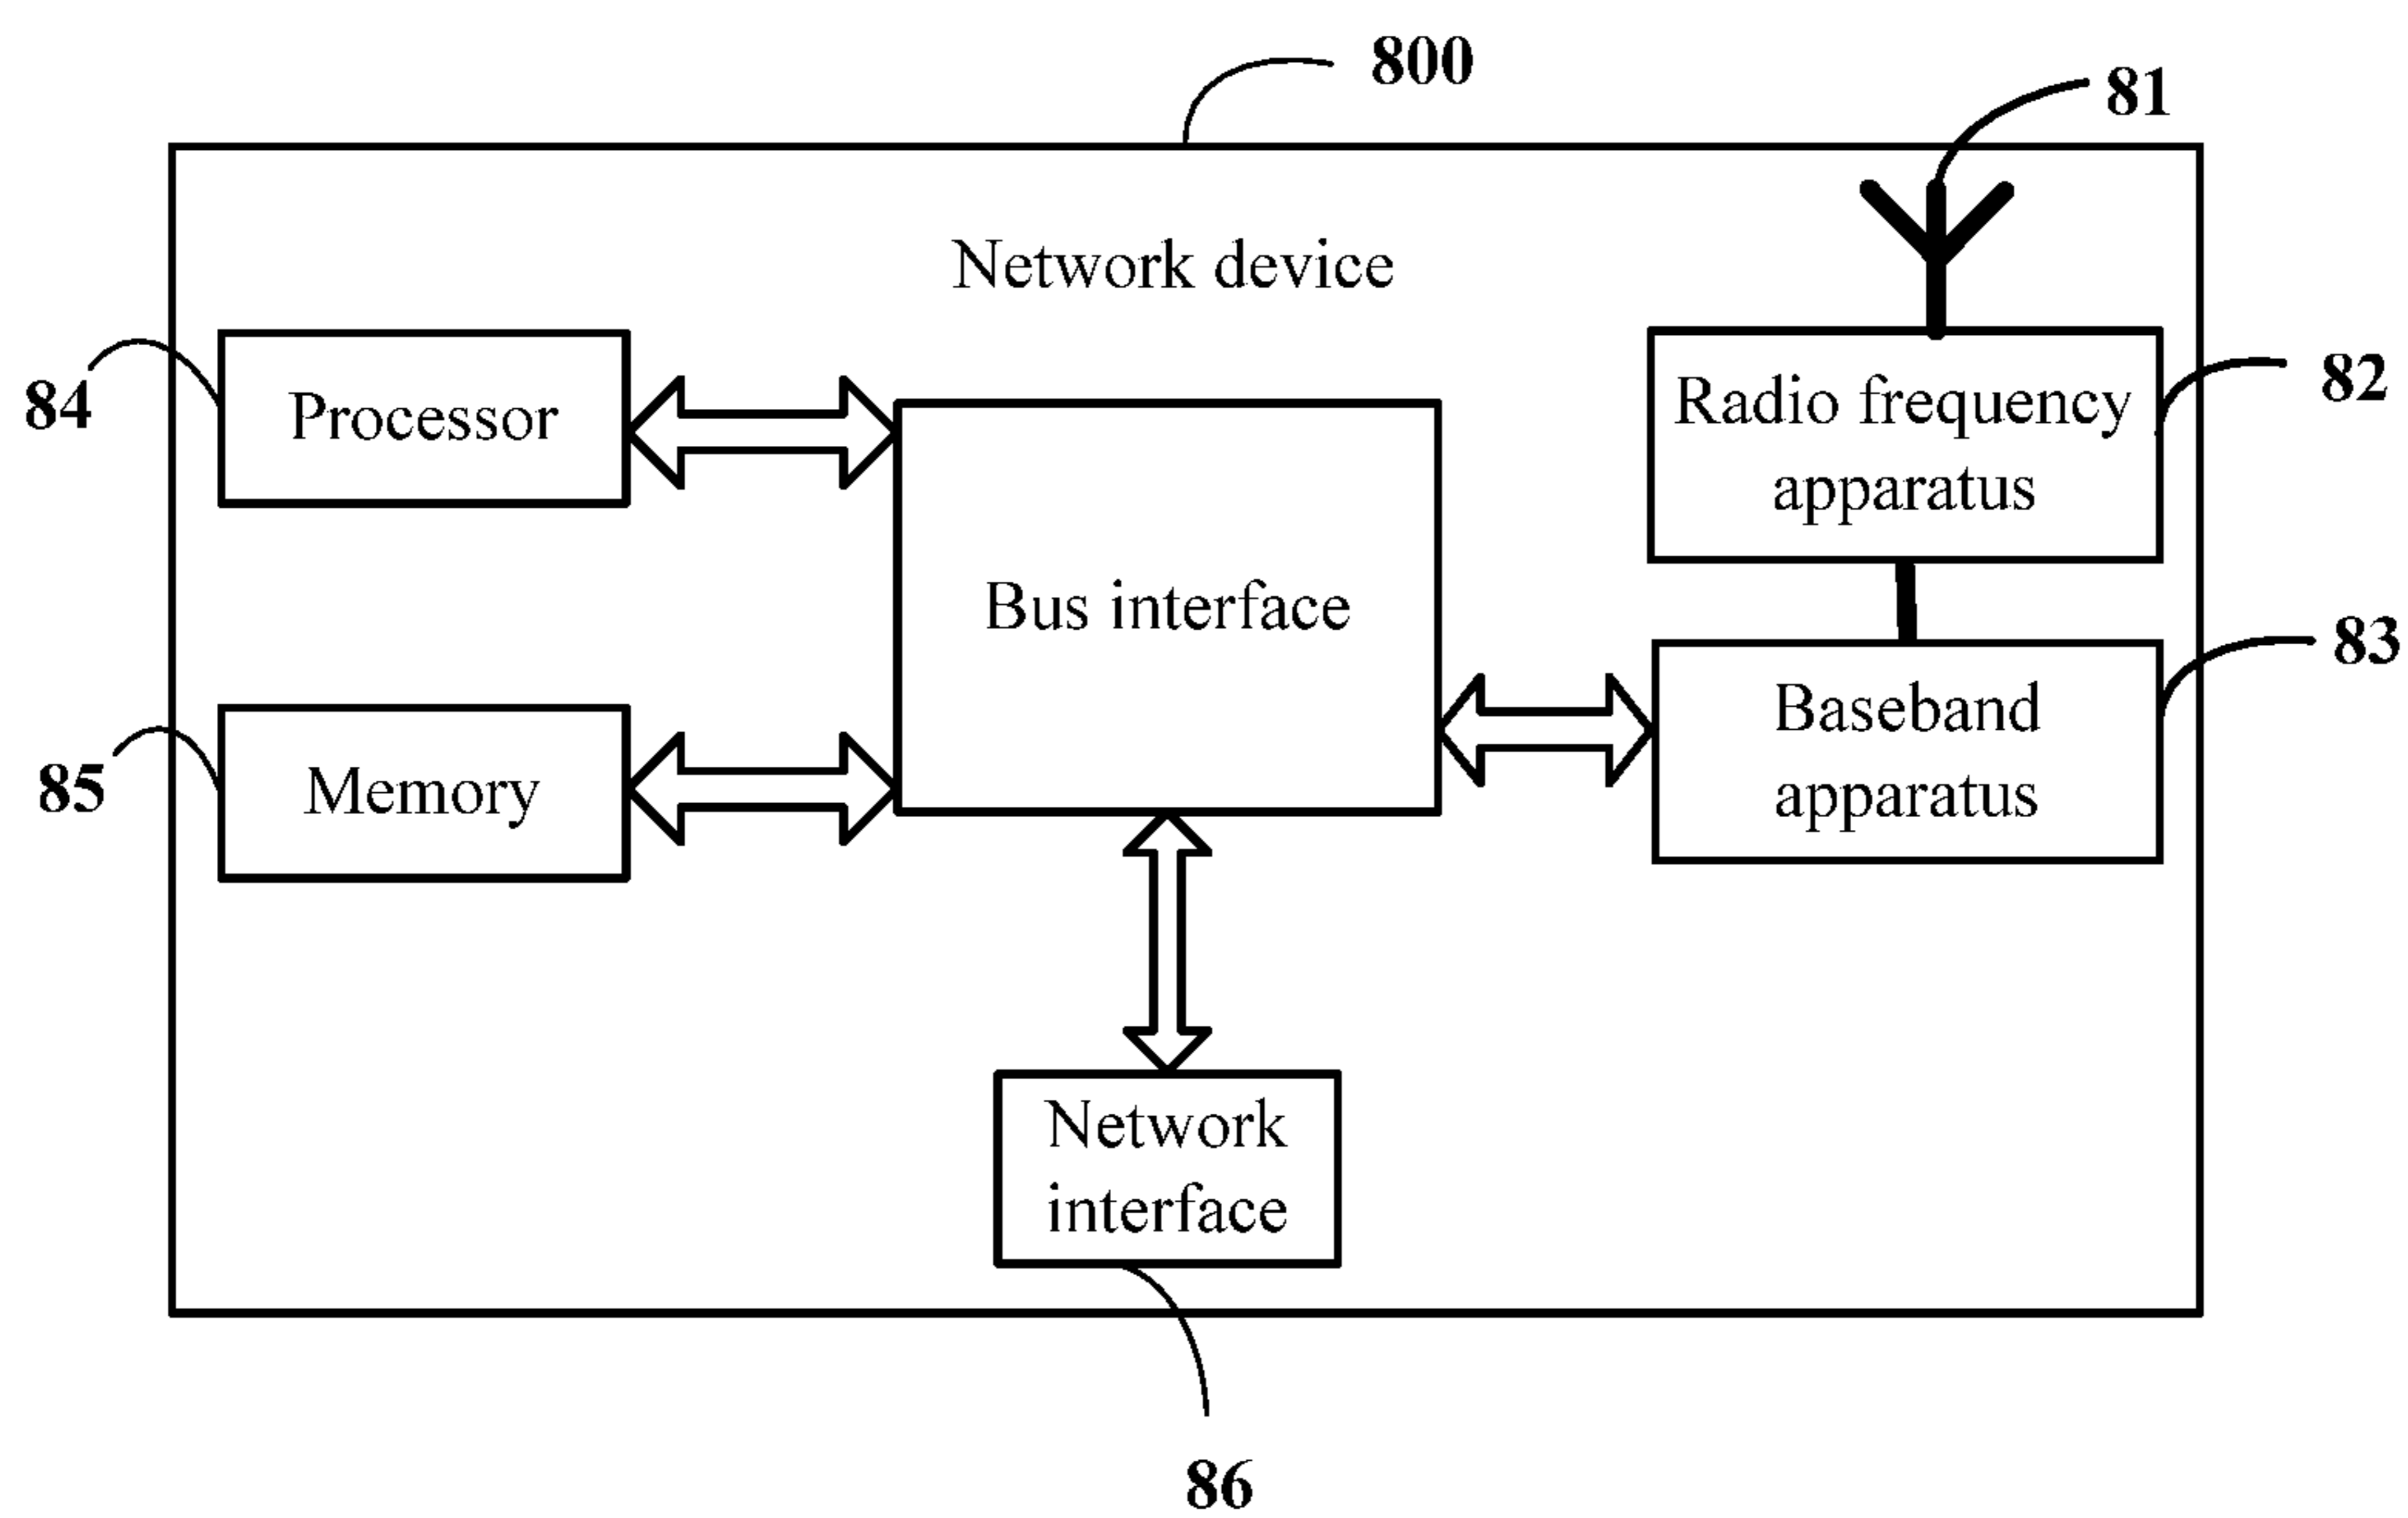 800
81
Network device
84
Processor
Radio frequency
apparatus
82
Bus interface
83
Baseband
apparatus
85
Memory
Network
interface
86